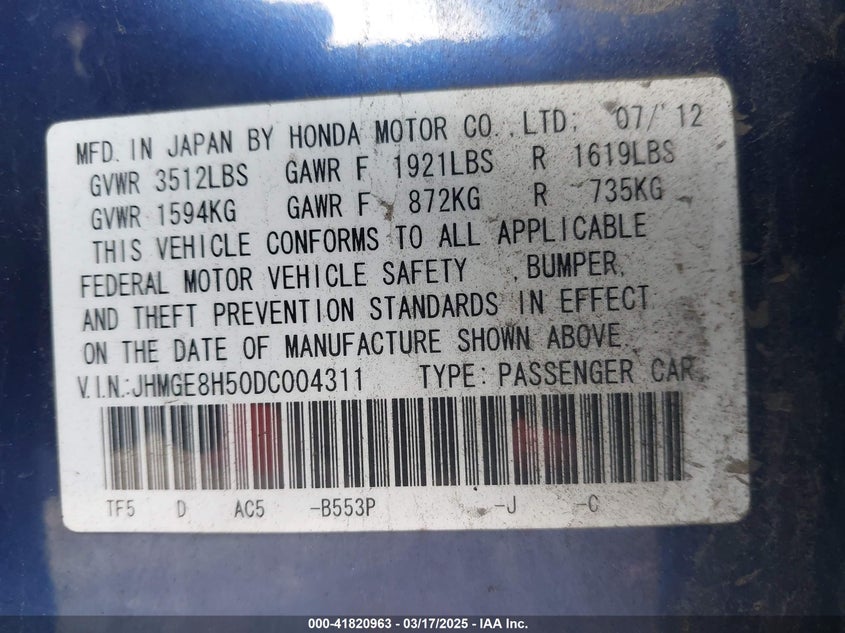 MFD. IN JAPAN BY HONDA MOTOR CO.,LTD; 07/12
GVWR 3512LBS GAWR F 1921LBS R 1619LBS
GVWR 1594KG GAWR F 872KG R 735KG
THIS VEHICLE CONFORMS TO ALL APPLICABLE
FEDERAL MOTOR VEHICLE SAFETY , BUMPER,
AND THEFT PREVENTION STANDARDS IN EFFECT
ON THE DATE OF MANUFACTURE SHOWN ABOVE.
V.I.N.:JHMGE8H50DC004311 TYPE: PASSENGER CAR
TF5 D AC5 -B553P -J -C
000-41820963 - 03/17/2025 - IAA Inc.